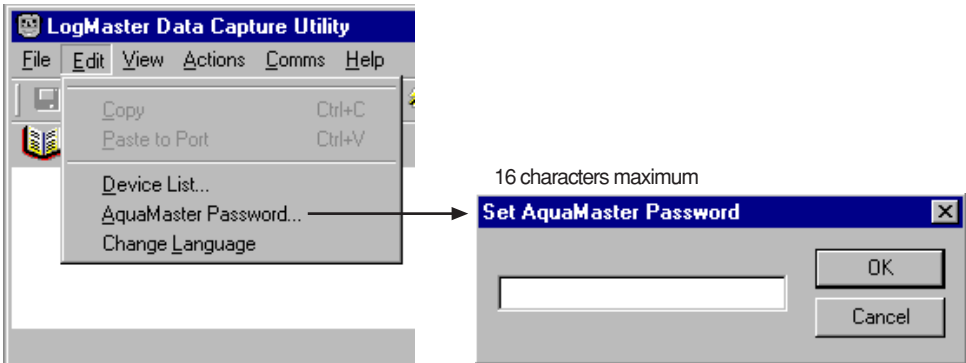 LogMaster Data Capture Utility
File Edit View Actions Comms Help
Copy Ctrl+C
Paste to Port Ctrl+V
Device List...
AquaMaster Password...
Change Language
16 characters maximum
Set AquaMaster Password
OK
Cancel